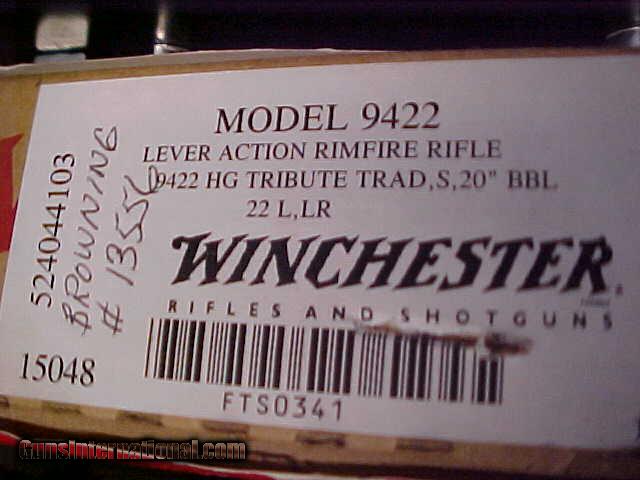 MODEL 9422
LEVER ACTION RIMFIRE RIFLE
9422 HG TRIBUTE TRAD,S,20" BBL
22 L,LR
WINCHESTER
RIFLES AND SHOTGUNS
FTS0341
524044103
BROWNING
# 13556
15048
GunsInternational.com